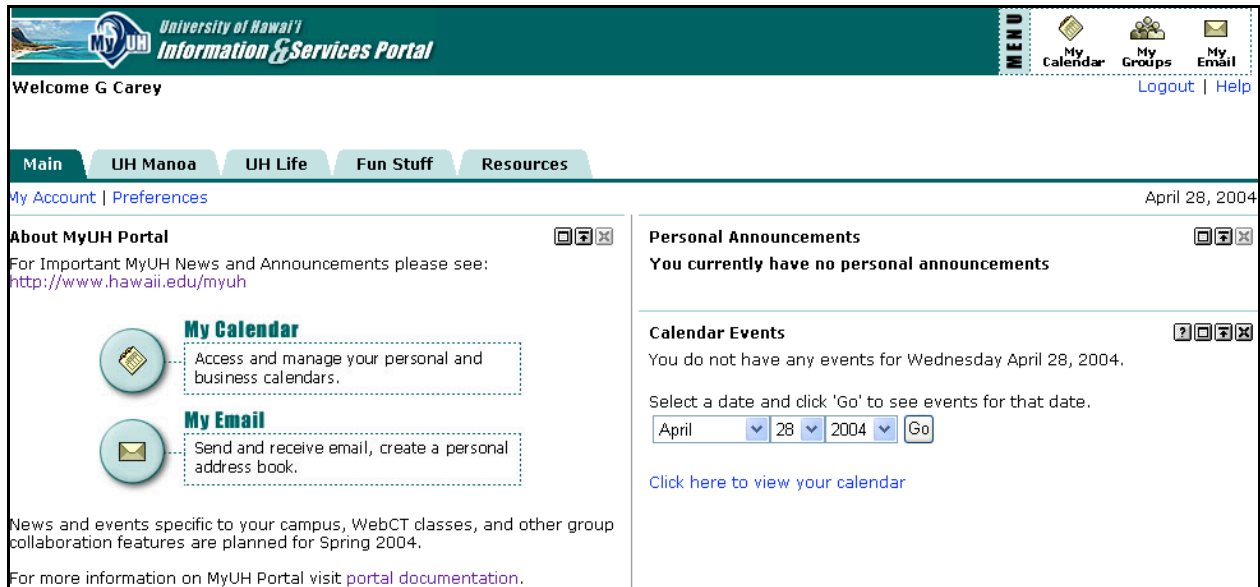 My UH
University of Hawai'i
Information & Services Portal
MENU
My Calendar
My Groups
My Email
Welcome G Carey
Logout | Help
Main UH Manoa UH Life Fun Stuff Resources
My Account | Preferences
April 28, 2004
About MyUH Portal
For Important MyUH News and Announcements please see:
http://www.hawaii.edu/myuh
My Calendar
Access and manage your personal and
business calendars.
My Email
Send and receive email, create a personal
address book.
News and events specific to your campus, WebCT classes, and other group
collaboration features are planned for Spring 2004.
For more information on MyUH Portal visit portal documentation.
Personal Announcements
You currently have no personal announcements
Calendar Events
?
You do not have any events for Wednesday April 28, 2004.
Select a date and click 'Go' to see events for that date.
April 28 2004 Go
Click here to view your calendar